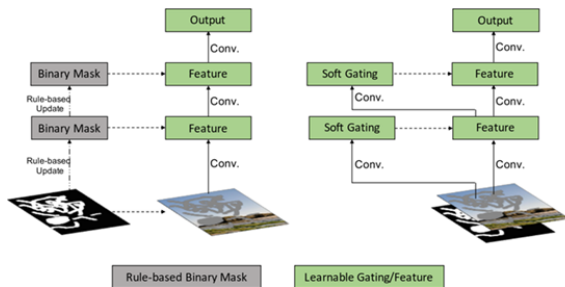 Output
Conv.
Binary Mask
Feature
Rule-based
Update
Conv.
Binary Mask
Feature
Rule-based
Update
Conv.
Output
Conv.
Soft Gating
Feature
Conv.
Conv.
Soft Gating
Feature
Conv.
Conv.
Rule-based Binary Mask
Learnable Gating/Feature